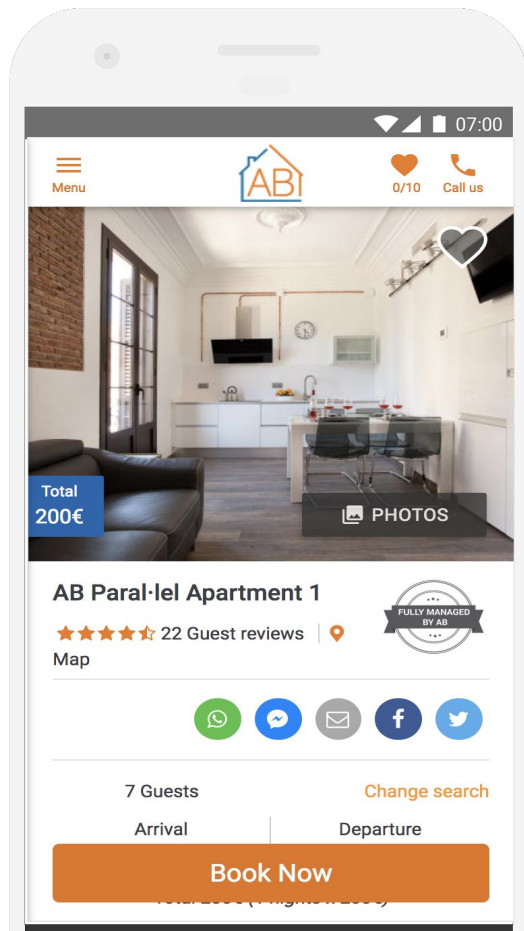 07:00
Menu
AB
0/10
Call us
Total
200€
PHOTOS
AB Paral·lel Apartment 1
FULLY MANAGED
BY AB
22 Guest reviews
Map
7 Guests
Change search
Arrival
Departure
Book Now